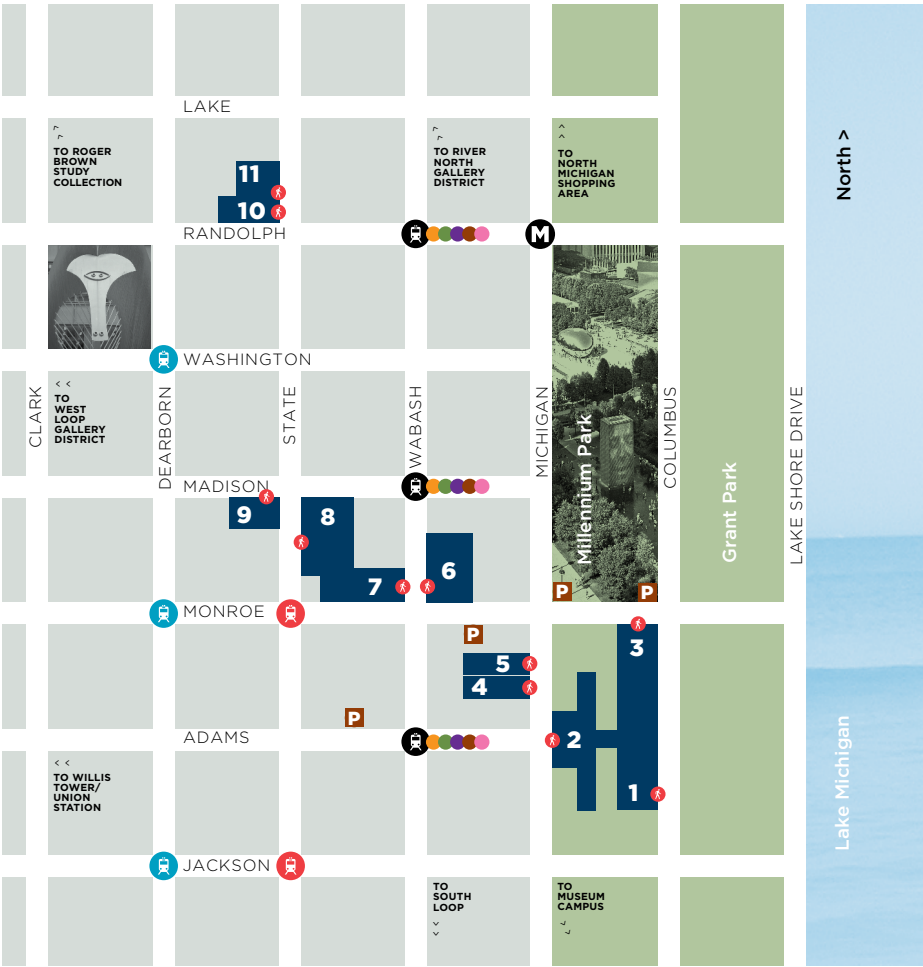 LAKE
TO ROGER
BROWN
STUDY
COLLECTION
TO RIVER
NORTH
GALLERY
DISTRICT
TO
NORTH
MICHIGAN
SHOPPING
AREA
North >
11
10
RANDOLPH
M
WASHINGTON
< <
TO
WEST
LOOP
GALLERY
DISTRICT
CLARK
DEARBORN
STATE
WABASH
MICHIGAN
COLUMBUS
LAKE SHORE DRIVE
Millennium Park
Grant Park
MADISON
9
8
7
6
P
P
MONROE
P
5
4
3
P
ADAMS
2
1
< <
TO WILLIS
TOWER/
UNION
STATION
Lake Michigan
JACKSON
TO
SOUTH
LOOP
TO
MUSEUM
CAMPUS